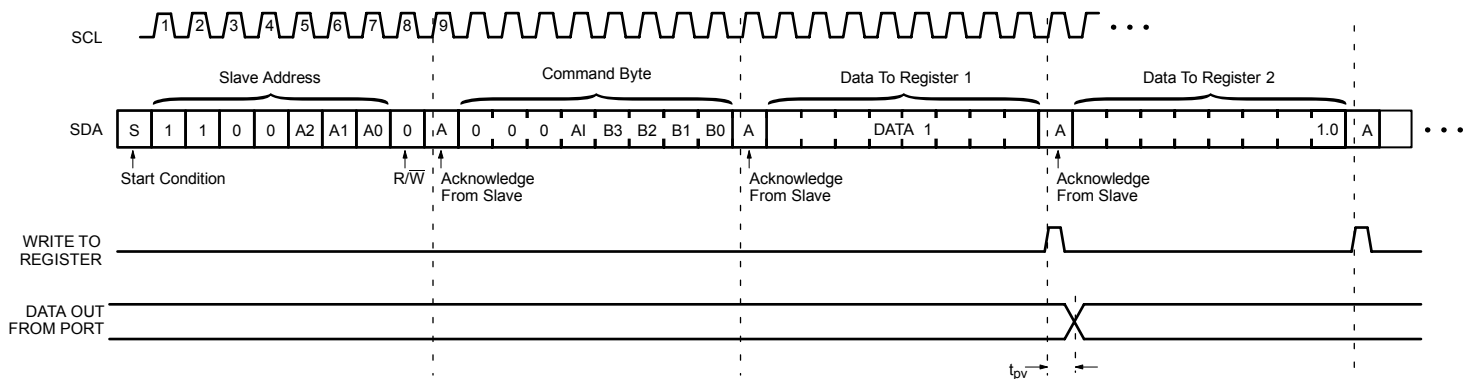 SCL 1 2 3 4 5 6 7 8 9 • • •
Slave Address Command Byte Data To Register 1 Data To Register 2
SDA S 1 1 0 0 A2 A1 A0 0 A 0 0 0 AI B3 B2 B1 B0 A DATA 1 A 1.0 A • • •
Start Condition R/W̅ Acknowledge Acknowledge Acknowledge
From Slave From Slave From Slave
WRITE TO
REGISTER
DATA OUT
FROM PORT
tpv